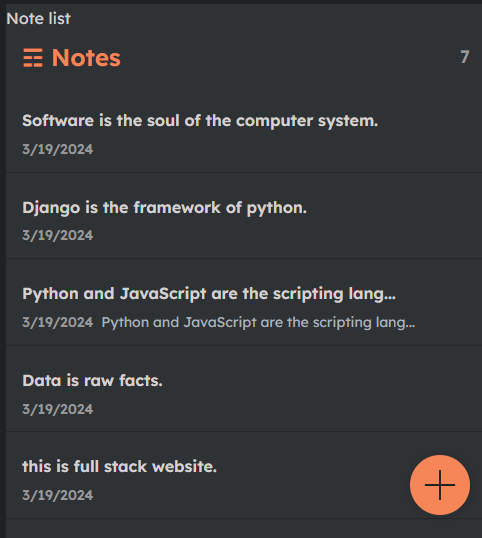 Note list
☶ Notes 7
Software is the soul of the computer system.
3/19/2024
Django is the framework of python.
3/19/2024
Python and JavaScript are the scripting lang...
3/19/2024 Python and JavaScript are the scripting lang...
Data is raw facts.
3/19/2024
this is full stack website.
3/19/2024